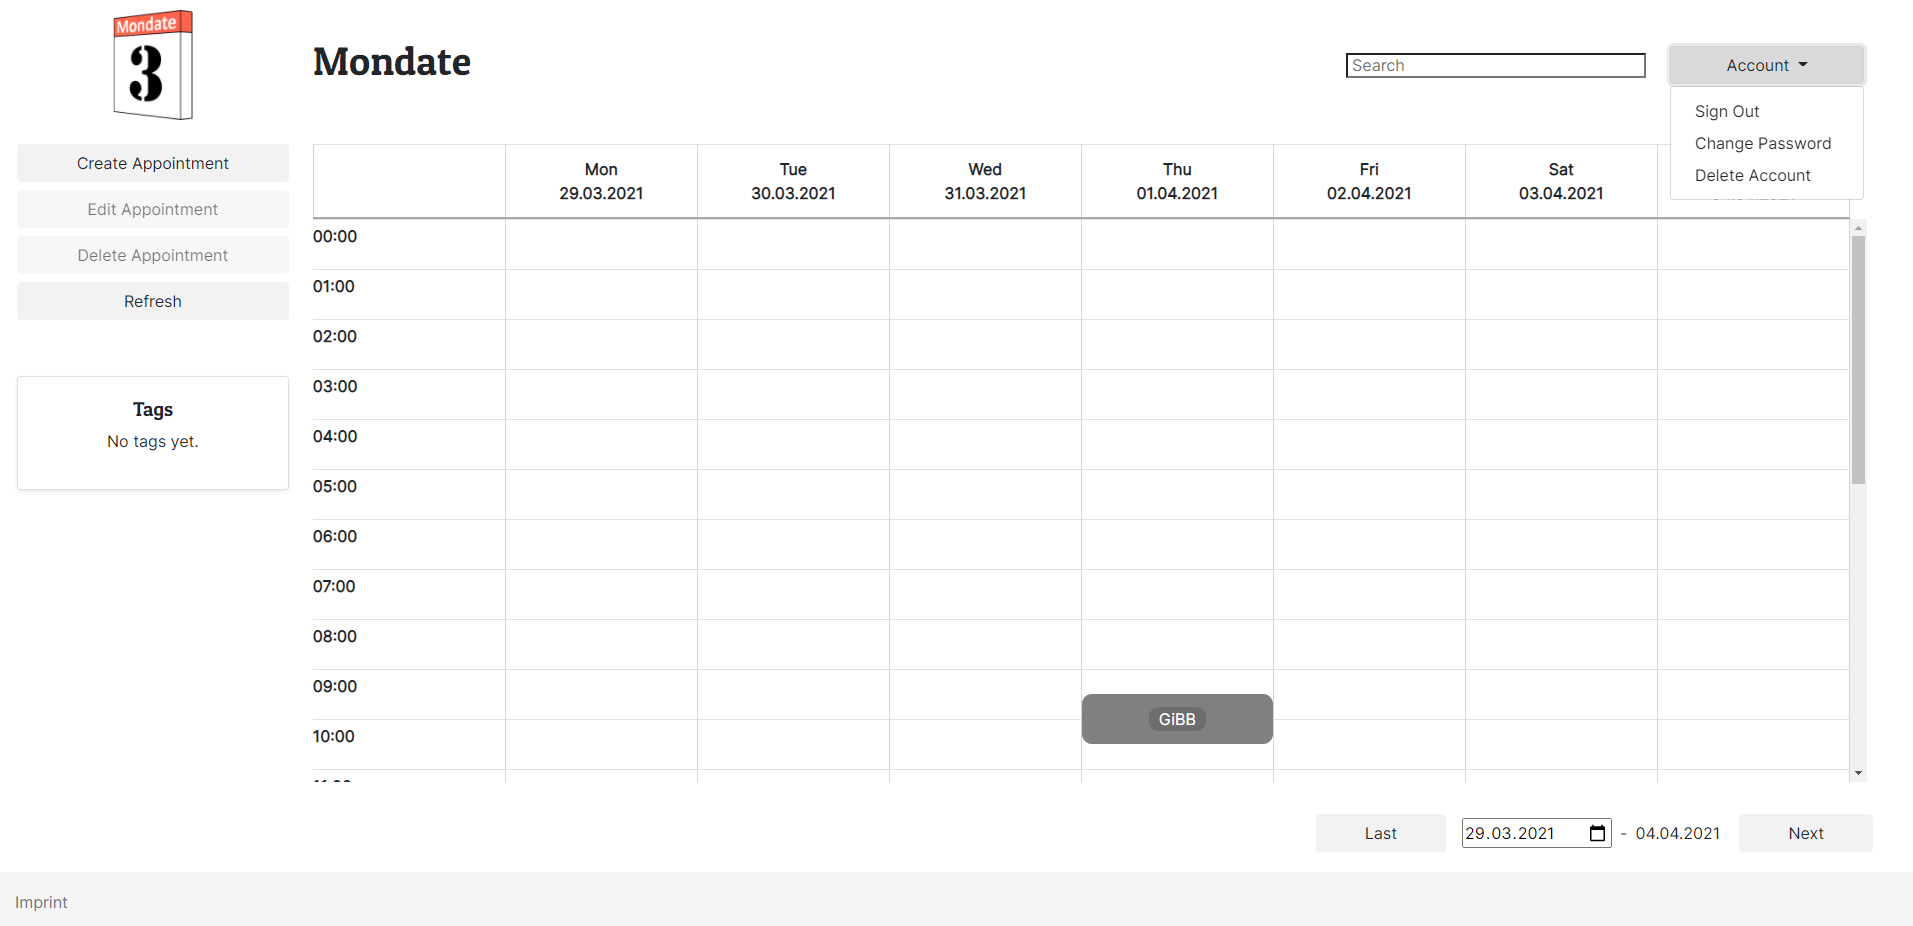 Mondate
3
Mondate
Search
Account
Sign Out
Change Password
Delete Account
Create Appointment
Edit Appointment
Delete Appointment
Refresh
Tags
No tags yet.
Mon Tue Wed Thu Fri Sat
29.03.2021 30.03.2021 31.03.2021 01.04.2021 02.04.2021 03.04.2021
00:00
01:00
02:00
03:00
04:00
05:00
06:00
07:00
08:00
09:00
GiBB
10:00
Last 29.03.2021 - 04.04.2021 Next
Imprint